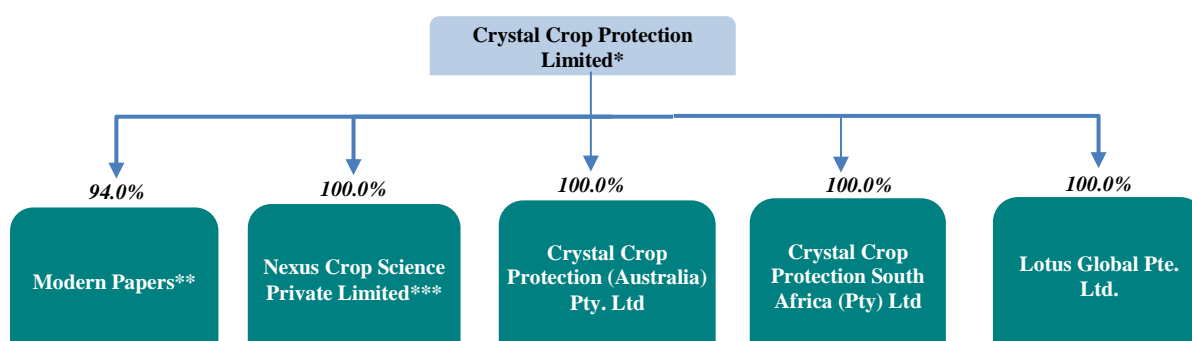 Crystal Crop Protection
Limited*
94.0%
100.0%
100.0%
100.0%
100.0%
Modern Papers**
Nexus Crop Science
Private Limited***
Crystal Crop
Protection (Australia)
Pty. Ltd
Crystal Crop
Protection South
Africa (Pty) Ltd
Lotus Global Pte.
Ltd.